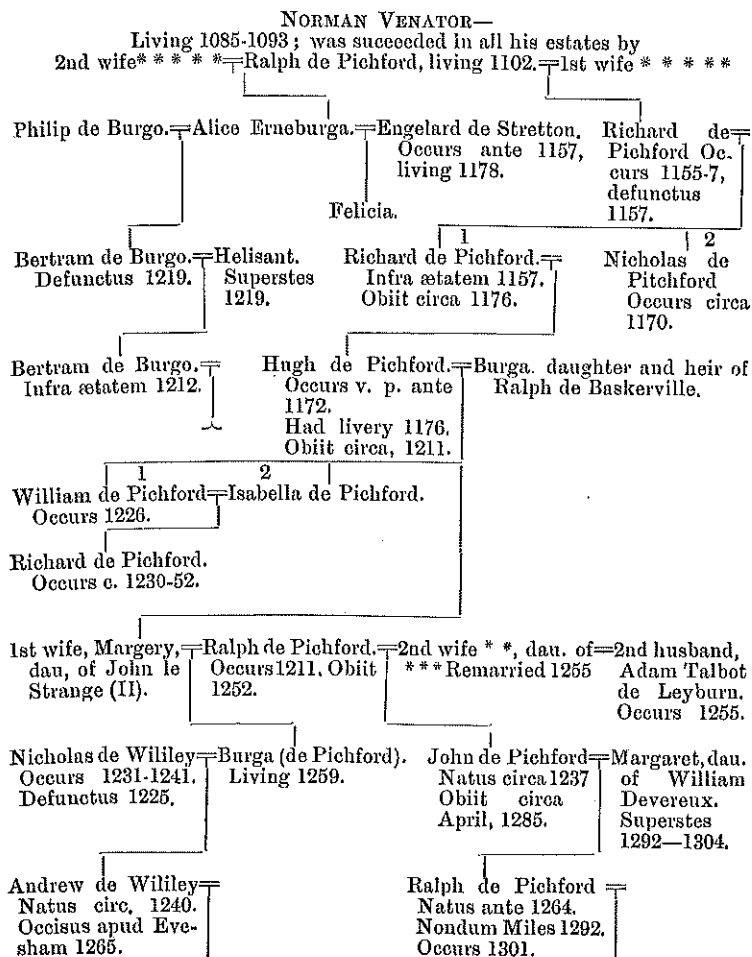 NORMAN VENATOR—
Living 1085-1093; was succeeded in all his estates by
2nd wife * * * * * Ralph de Pichford, living 1102. 1st wife * * * * *
Philip de Burgo. Alice Erneburga. Engelard de Stretton.
Occurs ante 1157,
living 1178.
Richard de
Pichford Oc-
curs 1155-7,
defunctus
1157.
Felicia.
1
2
Bertram de Burgo.
Defunctus 1219.
Helisant.
Superstes
1219.
Richard de Pichford.
Infra ætatem 1157.
Obiit circa 1176.
Nicholas de
Pitchford
Occurs circa
1170.
Bertram de Burgo.
Infra ætatem 1212.
Hugh de Pichford.
Occurs v. p. ante
1172.
Had livery 1176.
Obiit circa, 1211.
Burga. daughter and heir of
Ralph de Baskerville.
1
2
William de Pichford
Occurs 1226.
Isabella de Pichford.
Richard de Pichford.
Occurs c. 1230-52.
1st wife, Margery,
dau, of John le
Strange (II).
Ralph de Pichford.
Occurs 1211. Obiit
1252.
2nd wife * *, dau. of
* * * Remarried 1255
2nd husband,
Adam Talbot
de Leyburn.
Occurs 1255.
Nicholas de Wililey
Occurs 1231-1241.
Defunctus 1225.
Burga (de Pichford).
Living 1259.
John de Pichford
Natus circa 1237
Obiit circa
April, 1285.
Margaret, dau.
of William
Devereux.
Superstes
1292—1304.
Andrew de Wililey
Natus circ. 1240.
Occisus apud Eve-
sham 1265.
Ralph de Pichford
Natus ante 1264.
Nondum Miles 1292.
Occurs 1301.